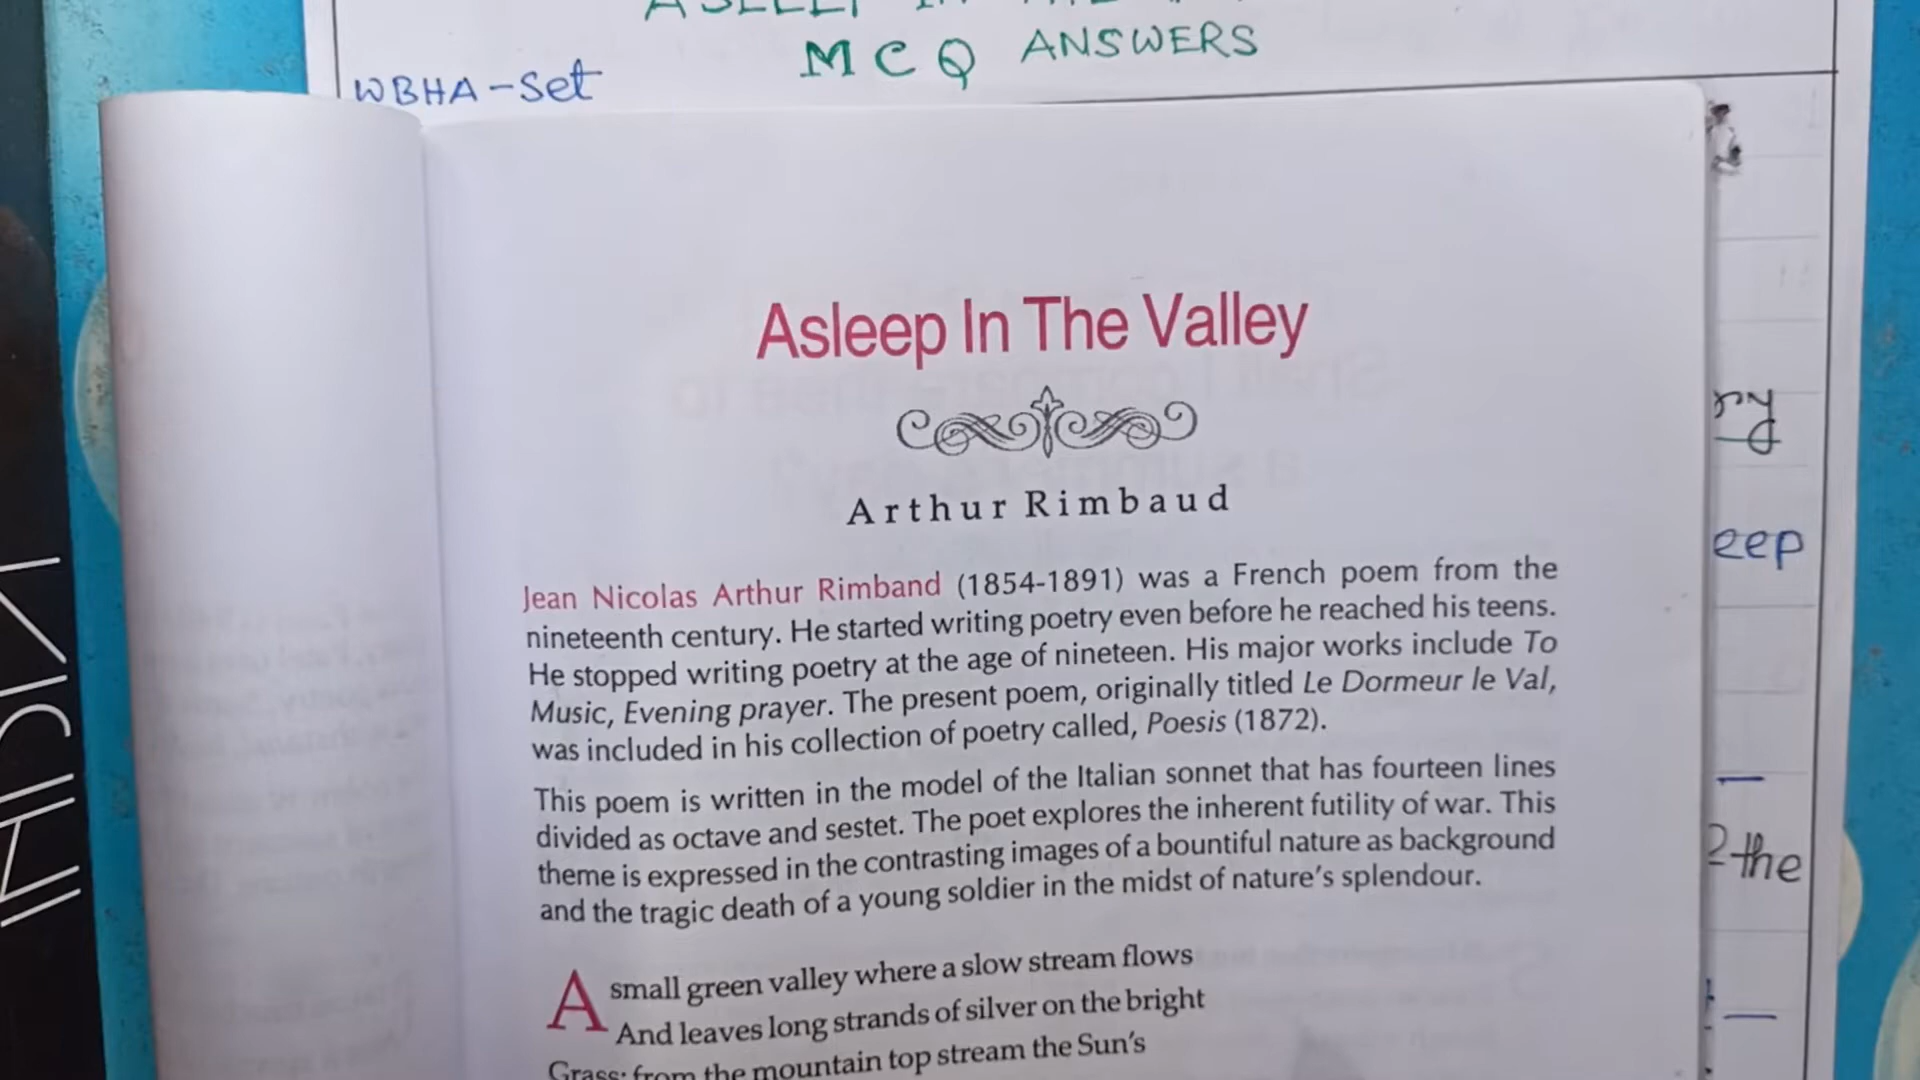 ASLEEP IN THE
MCQ ANSWERS
WBHA-Set
Asleep In The Valley
Arthur Rimbaud
Jean Nicolas Arthur Rimband (1854-1891) was a French poem from the
nineteenth century. He started writing poetry even before he reached his teens.
He stopped writing poetry at the age of nineteen. His major works include To
Music, Evening prayer. The present poem, originally titled Le Dormeur le Val,
was included in his collection of poetry called, Poesis (1872).
This poem is written in the model of the Italian sonnet that has fourteen lines
divided as octave and sestet. The poet explores the inherent futility of war. This
theme is expressed in the contrasting images of a bountiful nature as background
and the tragic death of a young soldier in the midst of nature's splendour.
A small green valley where a slow stream flows
And leaves long strands of silver on the bright
Grass; from the mountain top stream the Sun's
eep
? the